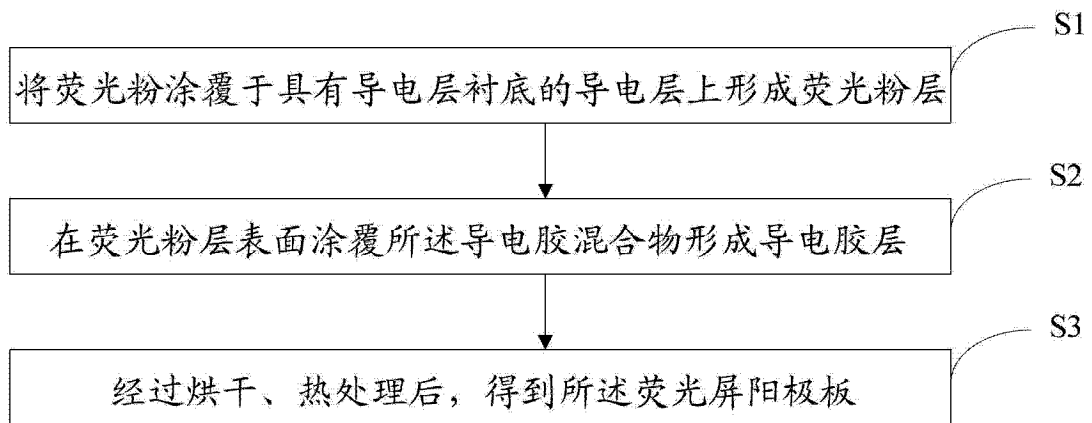 S1
将荧光粉涂覆于具有导电层衬底的导电层上形成荧光粉层
S2
在荧光粉层表面涂覆所述导电胶混合物形成导电胶层
S3
经过烘干、热处理后，得到所述荧光屏阳极板